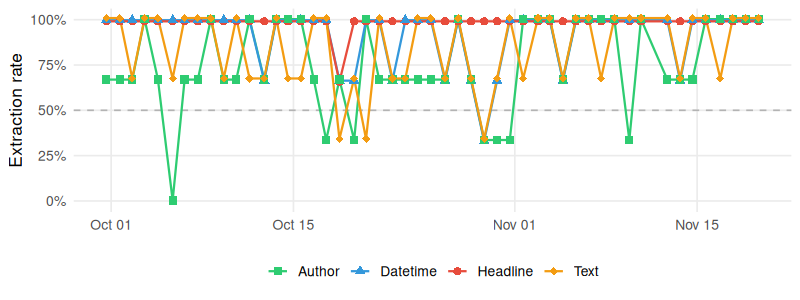 Extraction rate
100%
75%
50%
25%
0%
Oct 01 Oct 15 Nov 01 Nov 15
Author Datetime Headline Text